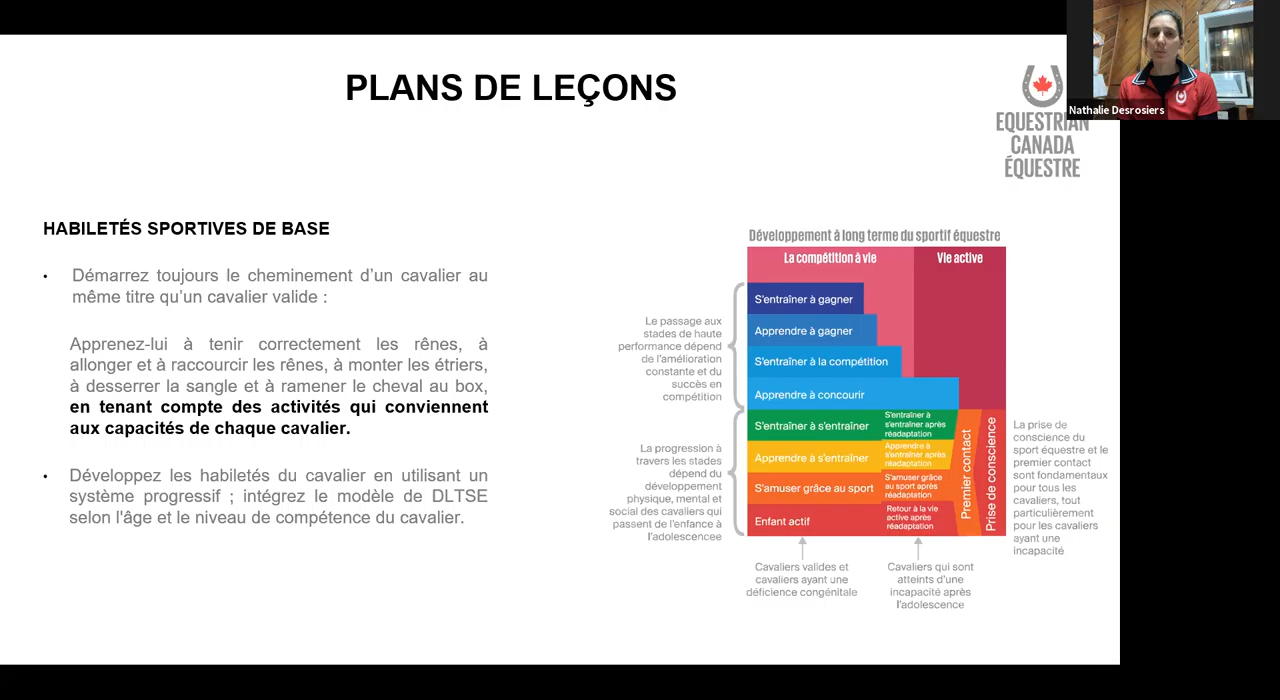 PLANS DE LEÇONS
Nathalie Desrosiers
EQUESTRIAN
CANADA
ÉQUESTRE
HABILETÉS SPORTIVES DE BASE
• Démarrez toujours le cheminement d’un cavalier au
même titre qu’un cavalier valide :
Apprenez-lui à tenir correctement les rênes, à
allonger et à raccourcir les rênes, à monter les étriers,
à desserrer la sangle et à ramener le cheval au box,
en tenant compte des activités qui conviennent
aux capacités de chaque cavalier.
• Développez les habiletés du cavalier en utilisant un
système progressif ; intégrez le modèle de DLTSE
selon l'âge et le niveau de compétence du cavalier.
Développement à long terme du sportif équestre
La compétition à vie
Vie active
S’entraîner à gagner
Apprendre à gagner
S’entraîner à la compétition
Apprendre à concourir
S’entraîner à s’entraîner
S’entraîner à
s’entraîner après
réadaptation
Apprendre à s’entraîner
Apprendre à
s’entraîner après
réadaptation
S’amuser grâce au sport
S’amuser grâce
au sport après
réadaptation
Enfant actif
Retour à la vie
active après
réadaptation
Premier contact
Prise de conscience
Le passage aux
stades de haute
performance dépend
de l’amélioration
constante et du
succès en
compétition
La progression à
travers les stades
dépend du
développement
physique, mental et
social des cavaliers qui
passent de l’enfance à
l’adolescencee
La prise de
conscience du
sport équestre et le
premier contact
sont fondamentaux
pour tous les
cavaliers, tout
particulièrement
pour les cavaliers
ayant une
incapacité
Cavaliers valides et
cavaliers ayant une
déficience congénitale
Cavaliers qui sont
atteints d’une
incapacité après
l’adolescence